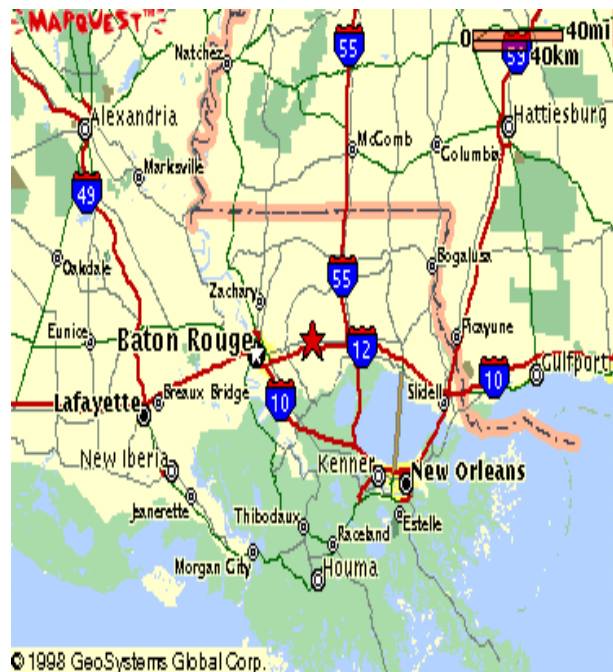 MAPQUEST™
0 40mi
40km
55
59
Natchez
Alexandria
Hattiesburg
McComb
Columbia
Marksville
49
Oakdale
55
Bogalusa
Zachary
Eunice
Baton Rouge
12
Picayune
Gulfport
Breaux Bridge
10
Slidell
10
Lafayette
New Iberia
Kenner
New Orleans
Jeanerette
Thibodaux
Raceland
Estelle
Morgan City
Houma
© 1998 GeoSystems Global Corp.